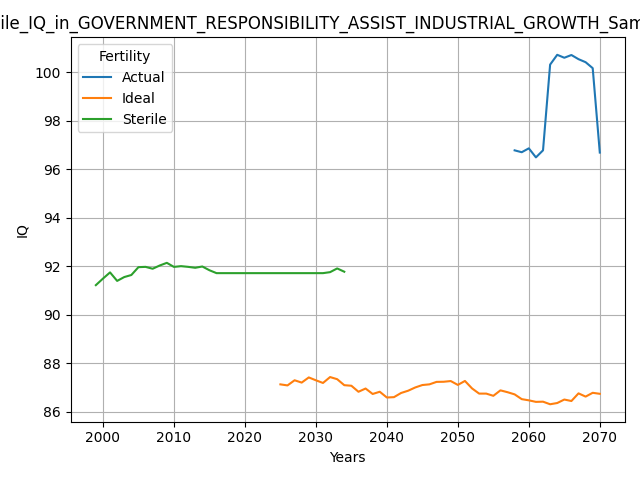 ile_IQ_in_GOVERNMENT_RESPONSIBILITY_ASSIST_INDUSTRIAL_GROWTH_Sam
Fertility
Actual
Ideal
Sterile
100
98
96
94
92
90
88
86
IQ
2000 2010 2020 2030 2040 2050 2060 2070
Years